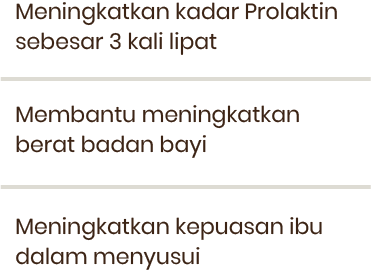 Meningkatkan kadar Prolaktin
sebesar 3 kali lipat
Membantu meningkatkan
berat badan bayi
Meningkatkan kepuasan ibu
dalam menyusui